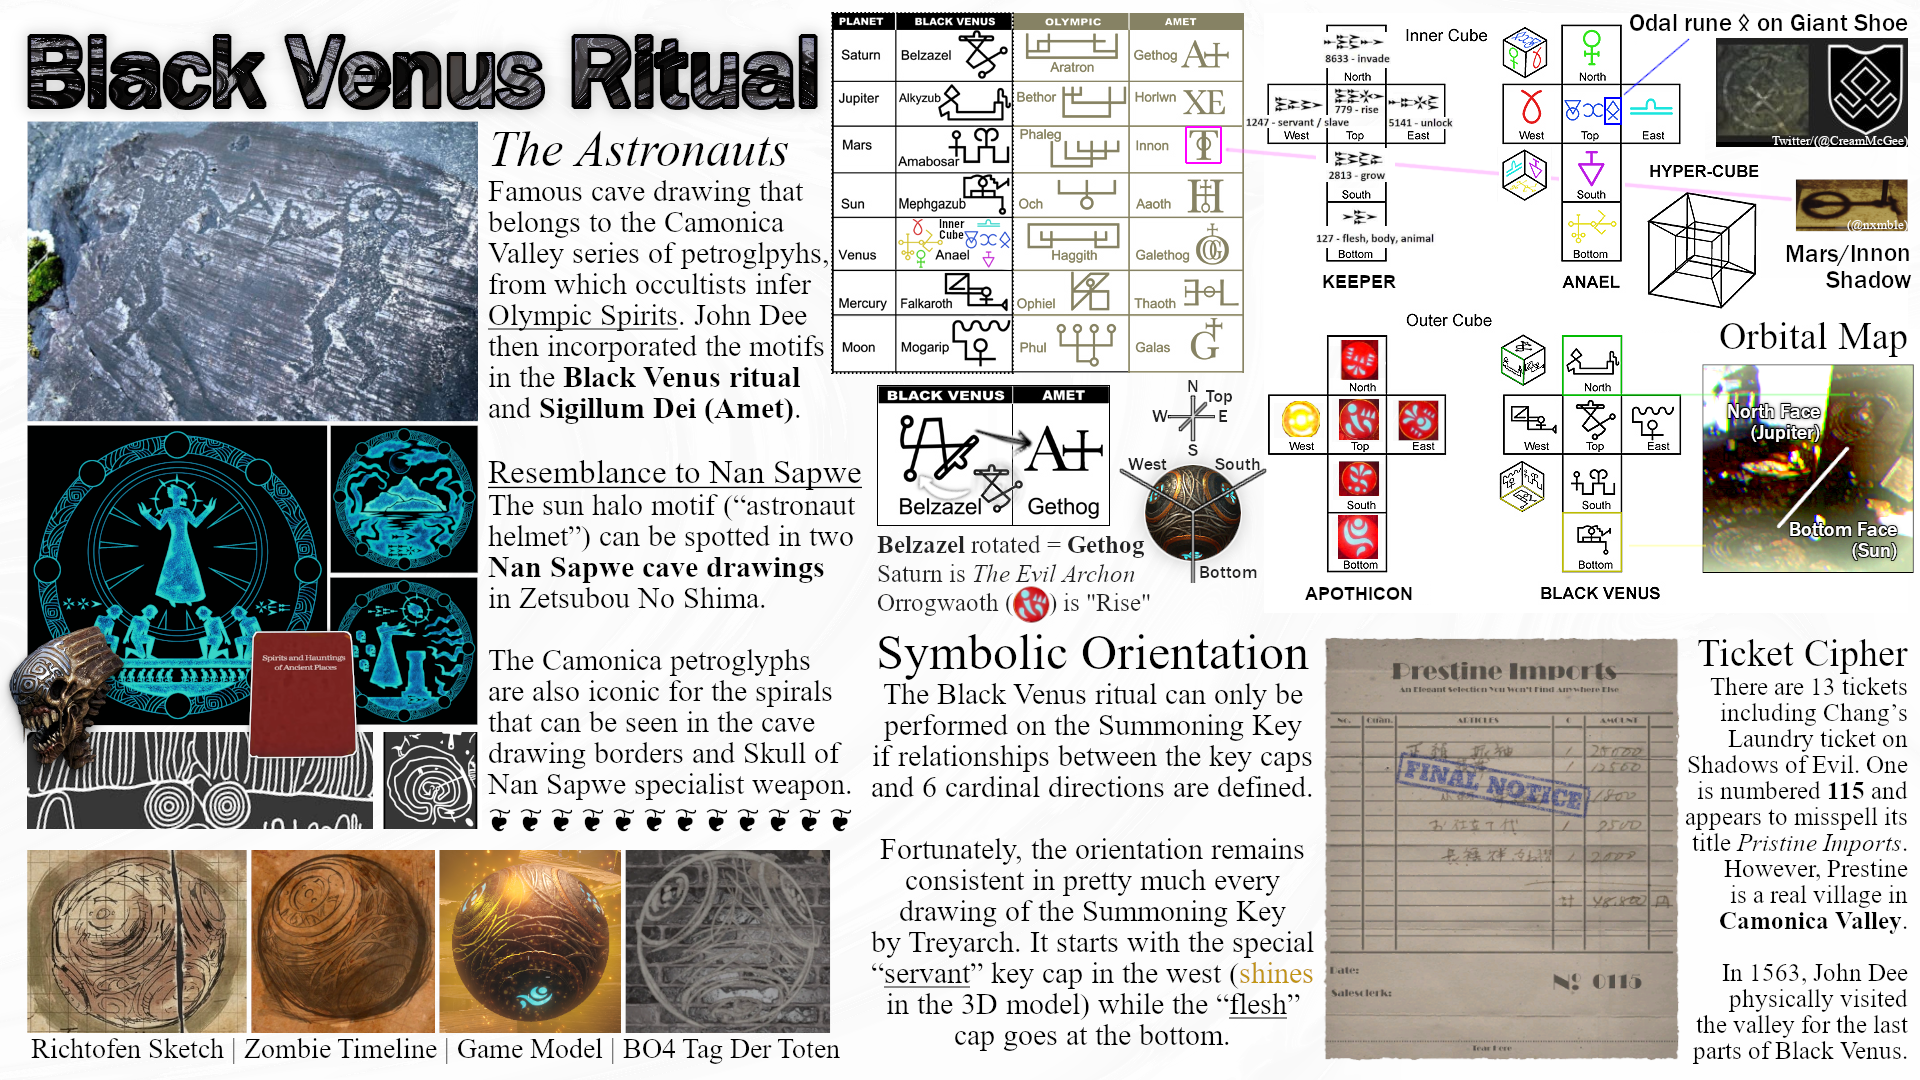 Black Venus Ritual
The Astronauts
Famous cave drawing that
belongs to the Camonica
Valley series of petroglpyhs,
from which occultists infer
Olympic Spirits. John Dee
then incorporated the motifs
in the Black Venus ritual
and Sigillum Dei (Amet).
Resemblance to Nan Sapwe
The sun halo motif (“astronaut
helmet”) can be spotted in two
Nan Sapwe cave drawings
in Zetsubou No Shima.
The Camonica petroglyphs
are also iconic for the spirals
that can be seen in the cave
drawing borders and Skull of
Nan Sapwe specialist weapon.
Spirits and Hauntings
of Ancient Places
Richtofen Sketch | Zombie Timeline | Game Model | BO4 Tag Der Toten
PLANET BLACK VENUS OLYMPIC AMET
Saturn Belzazel Aratron Gethog
Jupiter Alkyzub Bethor Horlwn
Mars Amabosar Phaleg Innon
Sun Mephgazub Och Aaoth
Venus Inner Cube Anael Haggith Galethog
Mercury Falkaroth Ophiel Thaoth
Moon Mogarip Phul Galas
BLACK VENUS AMET
Belzazel Gethog
Belzazel rotated = Gethog
Saturn is The Evil Archon
Orrogwaoth ( ) is "Rise"
N
Top
W E
S
West South
Bottom
Symbolic Orientation
The Black Venus ritual can only be
performed on the Summoning Key
if relationships between the key caps
and 6 cardinal directions are defined.
Fortunately, the orientation remains
consistent in pretty much every
drawing of the Summoning Key
by Treyarch. It starts with the special
“servant” key cap in the west (shines
in the 3D model) while the “flesh”
cap goes at the bottom.
Inner Cube
8633 - invade
North
1247 - servant / slave
West
779 - rise
Top
5141 - unlock
East
2813 - grow
South
127 - flesh, body, animal
Bottom
KEEPER
North
West Top East
South
Bottom
ANAEL
Odal rune ᛟ on Giant Shoe
Twitter/(@CreamMcGee)
HYPER-CUBE
(@nxmble)
Mars/Innon
Shadow
Outer Cube
North
West Top East
South
Bottom
APOTHICON
North
West Top East
South
Bottom
BLACK VENUS
Orbital Map
North Face
(Jupiter)
Bottom Face
(Sun)
Prestine Imports
An Elegant Selection You Won't Find Anywhere Else
No. Quan. ARTICLES ¢ AMOUNT
FINAL NOTICE
Date:
Salesclerk:
No 0115
Tear Here
Ticket Cipher
There are 13 tickets
including Chang’s
Laundry ticket on
Shadows of Evil. One
is numbered 115 and
appears to misspell its
title Pristine Imports.
However, Prestine
is a real village in
Camonica Valley.
In 1563, John Dee
physically visited
the valley for the last
parts of Black Venus.